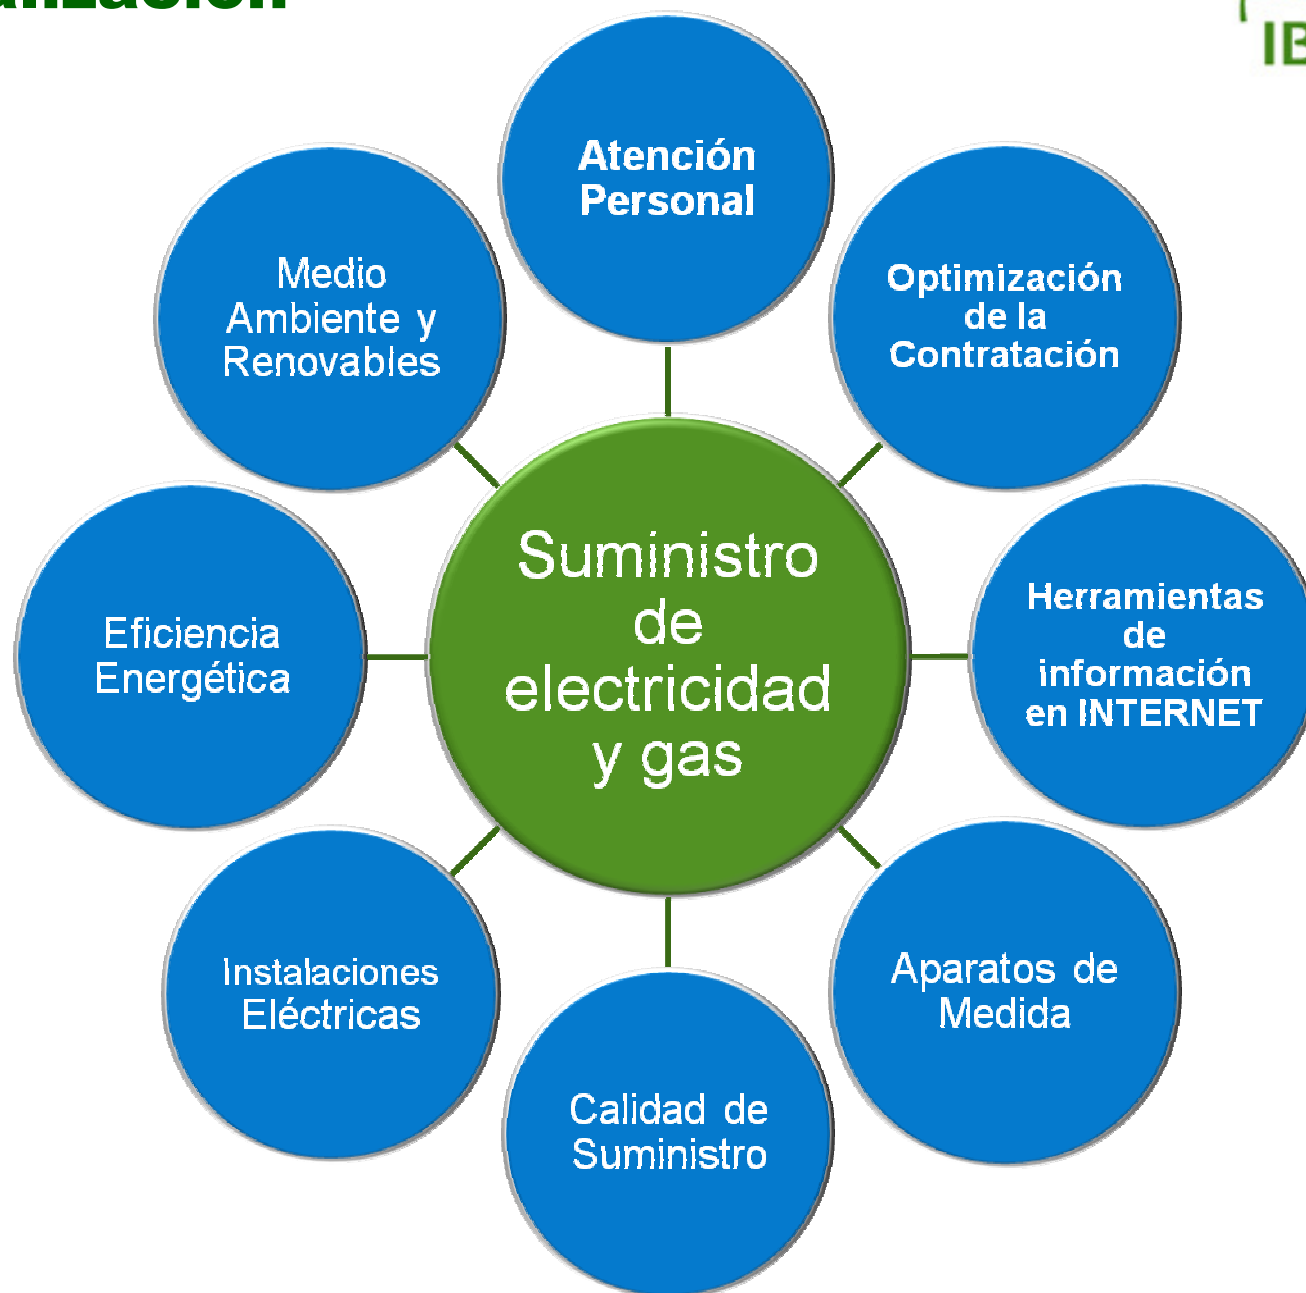 Atención
Personal
Optimización
de la
Contratación
Herramientas
de
información
en INTERNET
Aparatos de
Medida
Calidad de
Suministro
Instalaciones
Eléctricas
Eficiencia
Energética
Medio
Ambiente y
Renovables
Suministro
de
electricidad
y gas